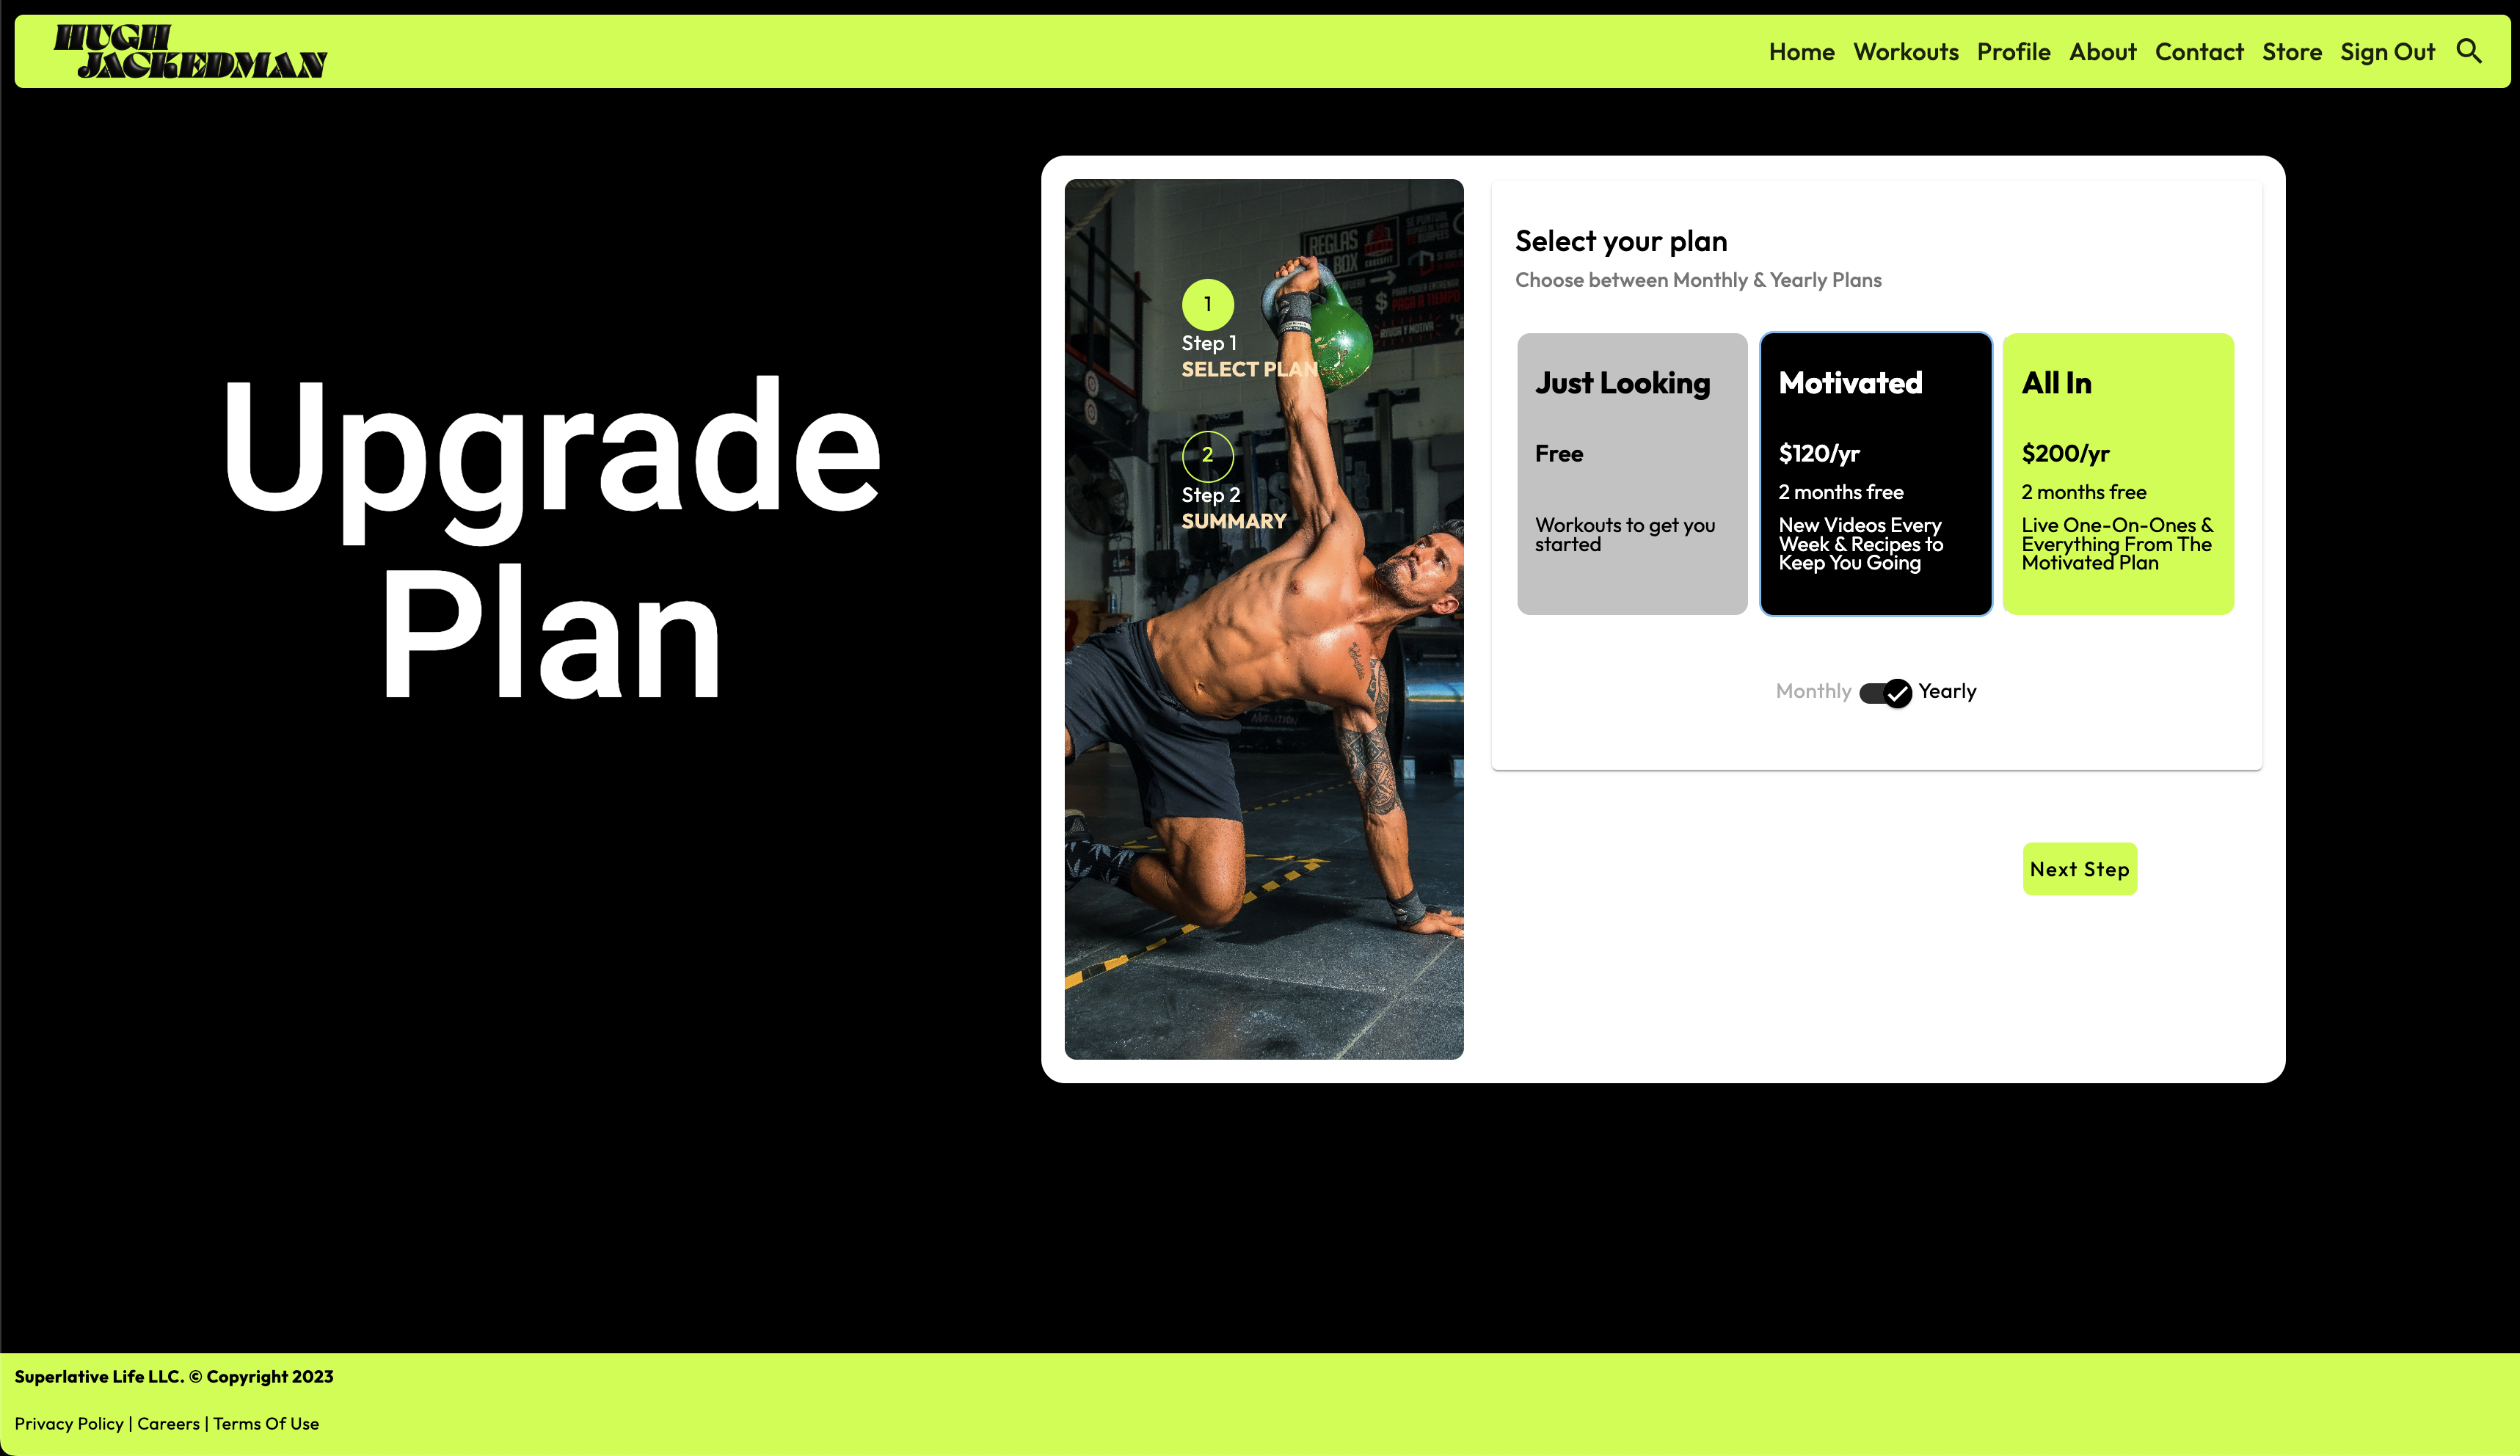 HUGH
JACKEDMAN
Home Workouts Profile About Contact Store Sign Out
Upgrade
Plan
REGLAS
BOX
1
Step 1
SELECT PLAN
2
Step 2
SUMMARY
Select your plan
Choose between Monthly & Yearly Plans
Just Looking
Free
Workouts to get you
started
Motivated
$120/yr
2 months free
New Videos Every
Week & Recipes to
Keep You Going
All In
$200/yr
2 months free
Live One-On-Ones &
Everything From The
Motivated Plan
Monthly Yearly
Next Step
Superlative Life LLC. © Copyright 2023
Privacy Policy | Careers | Terms Of Use